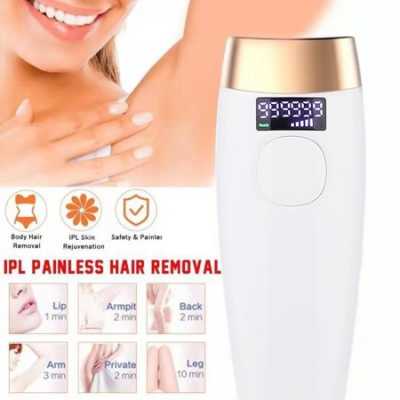 999999
Body Hair
Removal
IPL Skin
Rejuvenation
Safety & Painles
IPL PAINLESS HAIR REMOVAL
Lip
1 min
Armpit
2 min
Back
2 min
Arm
3 min
Private
2 min
Leg
10 min